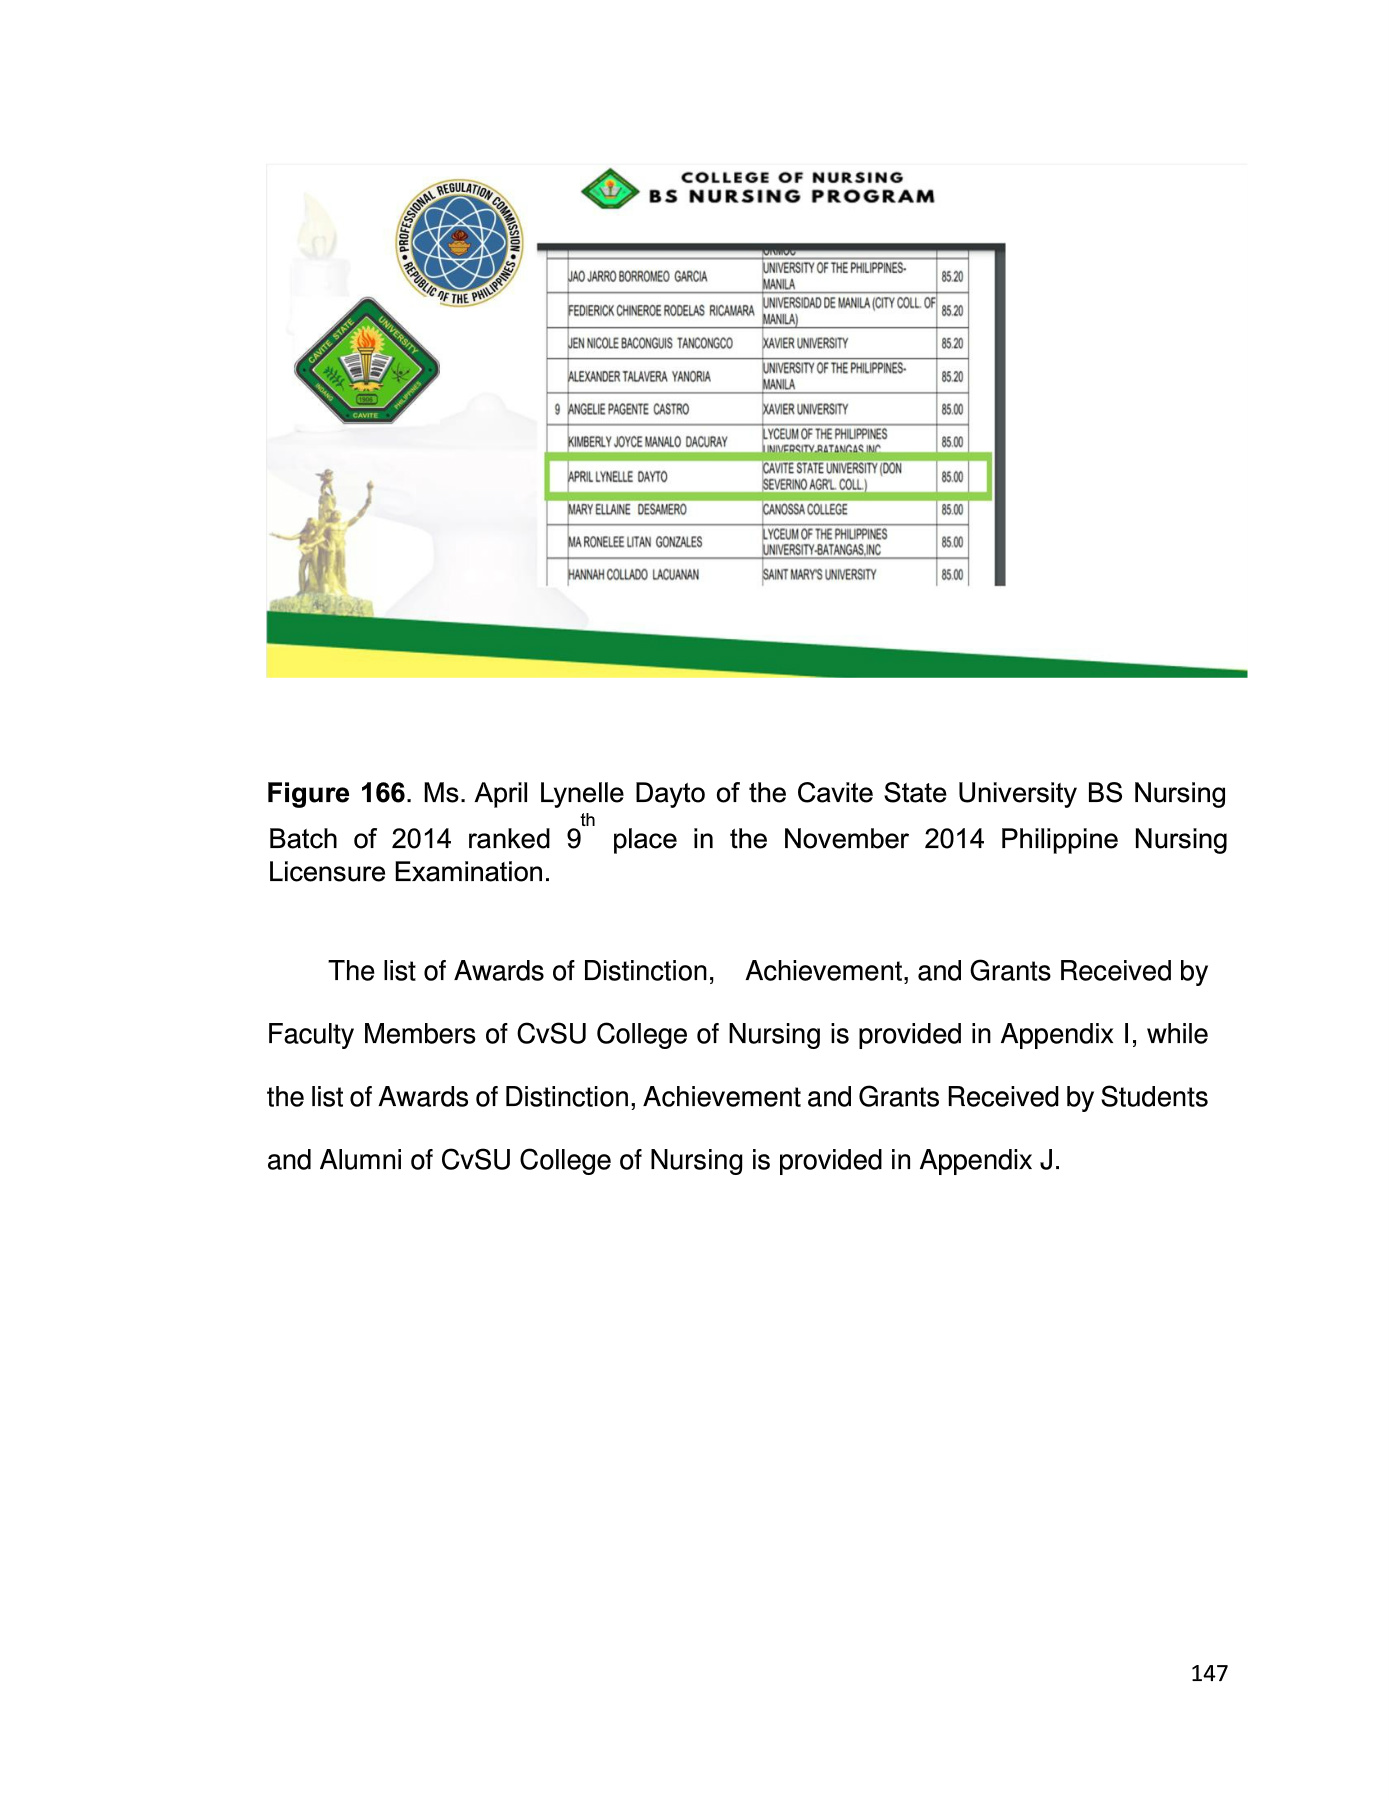 COLLEGE OF NURSING
BS NURSING PROGRAM
PROFESSIONAL REGULATION COMMISSION
REPUBLIC OF THE PHILIPPINES
CAVITE STATE UNIVERSITY
INDANG
1906
PHILIPPINES
CAVITE
JAO JARRO BORROMEO GARCIA UNIVERSITY OF THE PHILIPPINES- 85.20
MANILA
FEDIERICK CHINEROE RODELAS RICAMARA UNIVERSIDAD DE MANILA (CITY COLL. OF 85.20
MANILA)
JEN NICOLE BACONGUIS TANCONGCO XAVIER UNIVERSITY 85.20
ALEXANDER TALAVERA YANORIA UNIVERSITY OF THE PHILIPPINES- 85.20
MANILA
9 ANGELIE PAGENTE CASTRO XAVIER UNIVERSITY 85.00
KIMBERLY JOYCE MANALO DACURAY LYCEUM OF THE PHILIPPINES 85.00
UNIVERSITY-BATANGAS,INC
APRIL LYNELLE DAYTO CAVITE STATE UNIVERSITY (DON 85.00
SEVERINO AGR'L. COLL.)
MARY ELLAINE DESAMERO CANOSSA COLLEGE 85.00
MA RONELEE LITAN GONZALES LYCEUM OF THE PHILIPPINES 85.00
UNIVERSITY-BATANGAS,INC
HANNAH COLLADO LACUANAN SAINT MARY'S UNIVERSITY 85.00
Figure 166. Ms. April Lynelle Dayto of the Cavite State University BS Nursing
Batch of 2014 ranked 9th place in the November 2014 Philippine Nursing
Licensure Examination.
The list of Awards of Distinction, Achievement, and Grants Received by
Faculty Members of CvSU College of Nursing is provided in Appendix I, while
the list of Awards of Distinction, Achievement and Grants Received by Students
and Alumni of CvSU College of Nursing is provided in Appendix J.
147